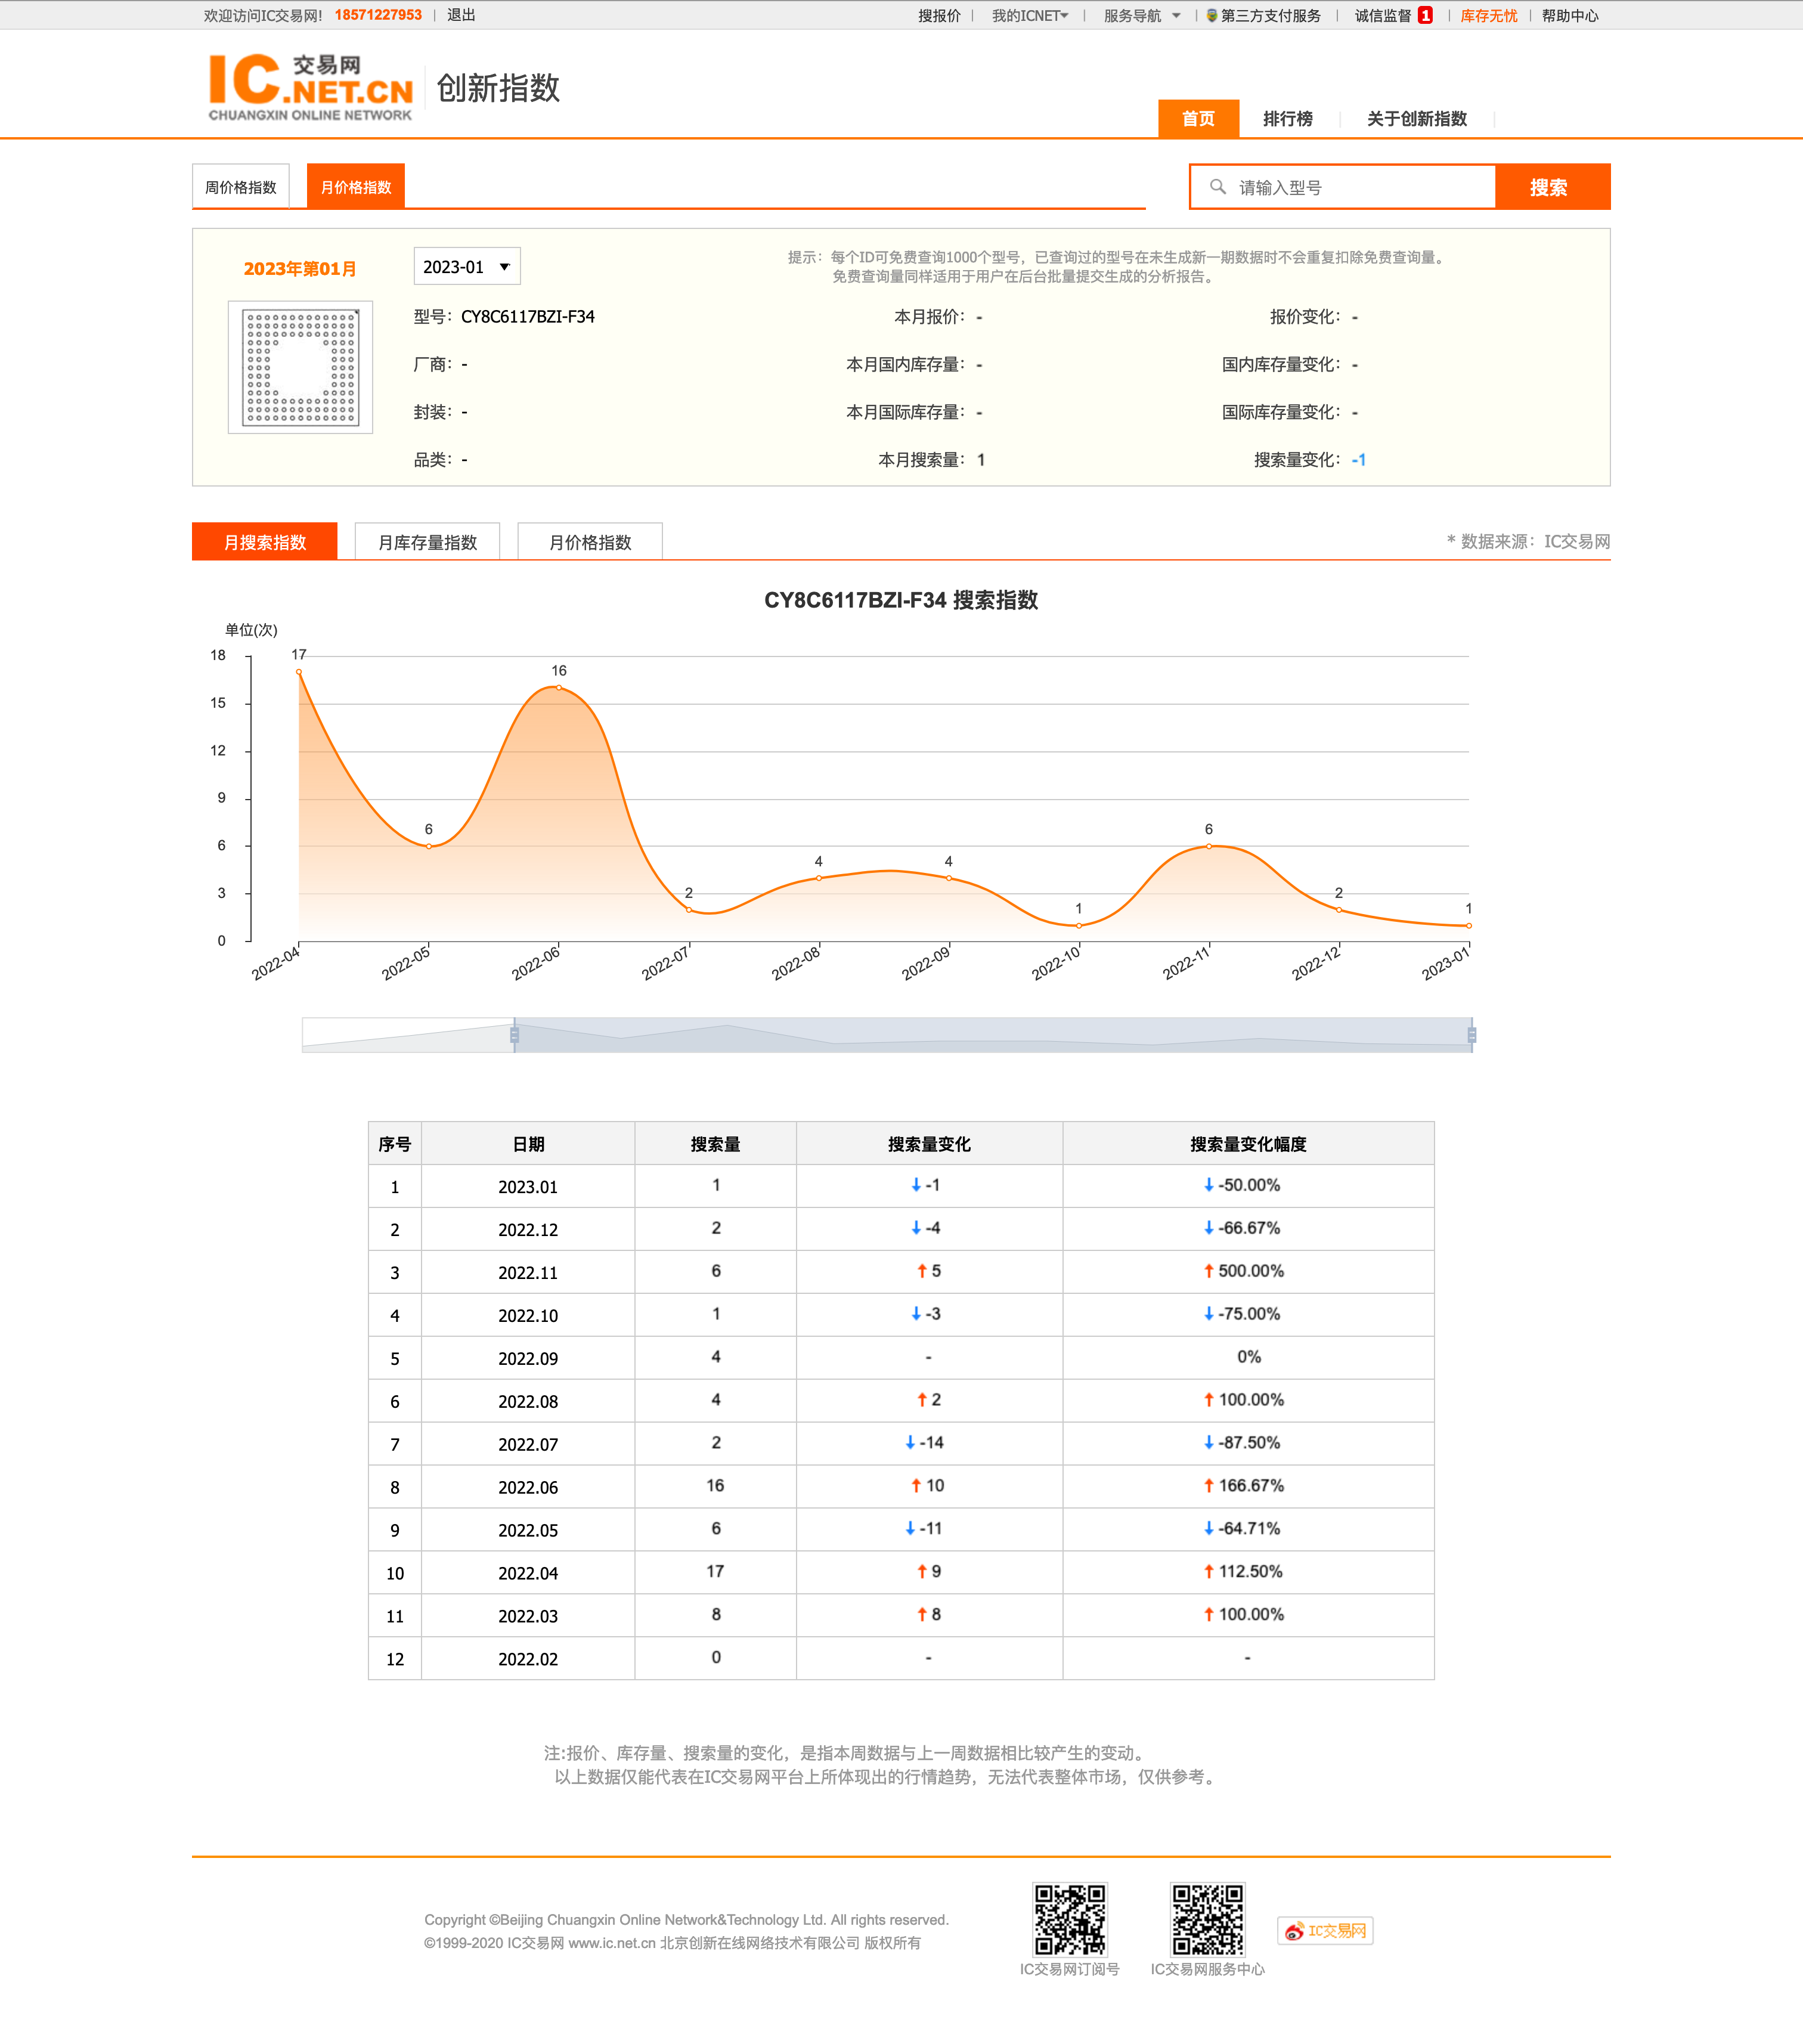 欢迎访问IC交易网! 18571227953 | 退出 搜报价 | 我的ICNET | 服务导航 | 第三方支付服务 | 诚信监督 1 | 库存无忧 | 帮助中心
IC交易网.NET.CN 创新指数
CHUANGXIN ONLINE NETWORK
首页 排行榜 关于创新指数
周价格指数 月价格指数 请输入型号 搜索
2023年第01月 2023-01 提示：每个ID可免费查询1000个型号，已查询过的型号在未生成新一期数据时不会重复扣除免费查询量。
免费查询量同样适用于用户在后台批量提交生成的分析报告。
型号：CY8C6117BZI-F34 本月报价：- 报价变化：-
厂商：- 本月国内库存量：- 国内库存量变化：-
封装：- 本月国际库存量：- 国际库存量变化：-
品类：- 本月搜索量：1 搜索量变化：-1
月搜索指数 月库存量指数 月价格指数 * 数据来源：IC交易网
CY8C6117BZI-F34 搜索指数
单位(次)
18
15
12
9
6
3
0
17 6 16 2 4 4 1 6 2 1
2022-04 2022-05 2022-06 2022-07 2022-08 2022-09 2022-10 2022-11 2022-12 2023-01
序号 日期 搜索量 搜索量变化 搜索量变化幅度
1 2023.01 1 ↓ -1 ↓ -50.00%
2 2022.12 2 ↓ -4 ↓ -66.67%
3 2022.11 6 ↑ 5 ↑ 500.00%
4 2022.10 1 ↓ -3 ↓ -75.00%
5 2022.09 4 - 0%
6 2022.08 4 ↑ 2 ↑ 100.00%
7 2022.07 2 ↓ -14 ↓ -87.50%
8 2022.06 16 ↑ 10 ↑ 166.67%
9 2022.05 6 ↓ -11 ↓ -64.71%
10 2022.04 17 ↑ 9 ↑ 112.50%
11 2022.03 8 ↑ 8 ↑ 100.00%
12 2022.02 0 - -
注:报价、库存量、搜索量的变化，是指本周数据与上一周数据相比较产生的变动。
以上数据仅能代表在IC交易网平台上所体现出的行情趋势，无法代表整体市场，仅供参考。
Copyright ©Beijing Chuangxin Online Network&Technology Ltd. All rights reserved.
©1999-2020 IC交易网 www.ic.net.cn 北京创新在线网络技术有限公司 版权所有
IC交易网
IC交易网订阅号 IC交易网服务中心